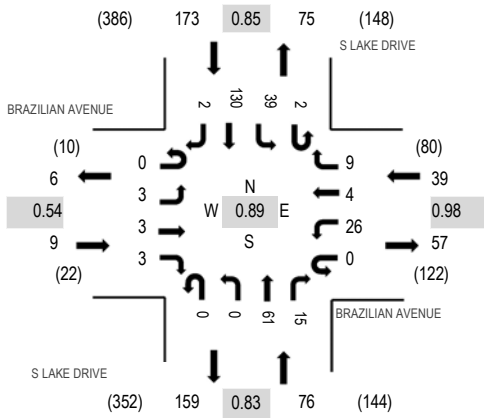 (386) 173 0.85 75 (148)
S LAKE DRIVE
BRAZILIAN AVENUE
2 130 39 2
(10) 0 9 (80)
6 39
3 N 4
0.54 W 0.89 E 0.98
3 S 26
9 57
3 0
(22) (122)
0 0 61 15
BRAZILIAN AVENUE
S LAKE DRIVE
(352) 159 0.83 76 (144)